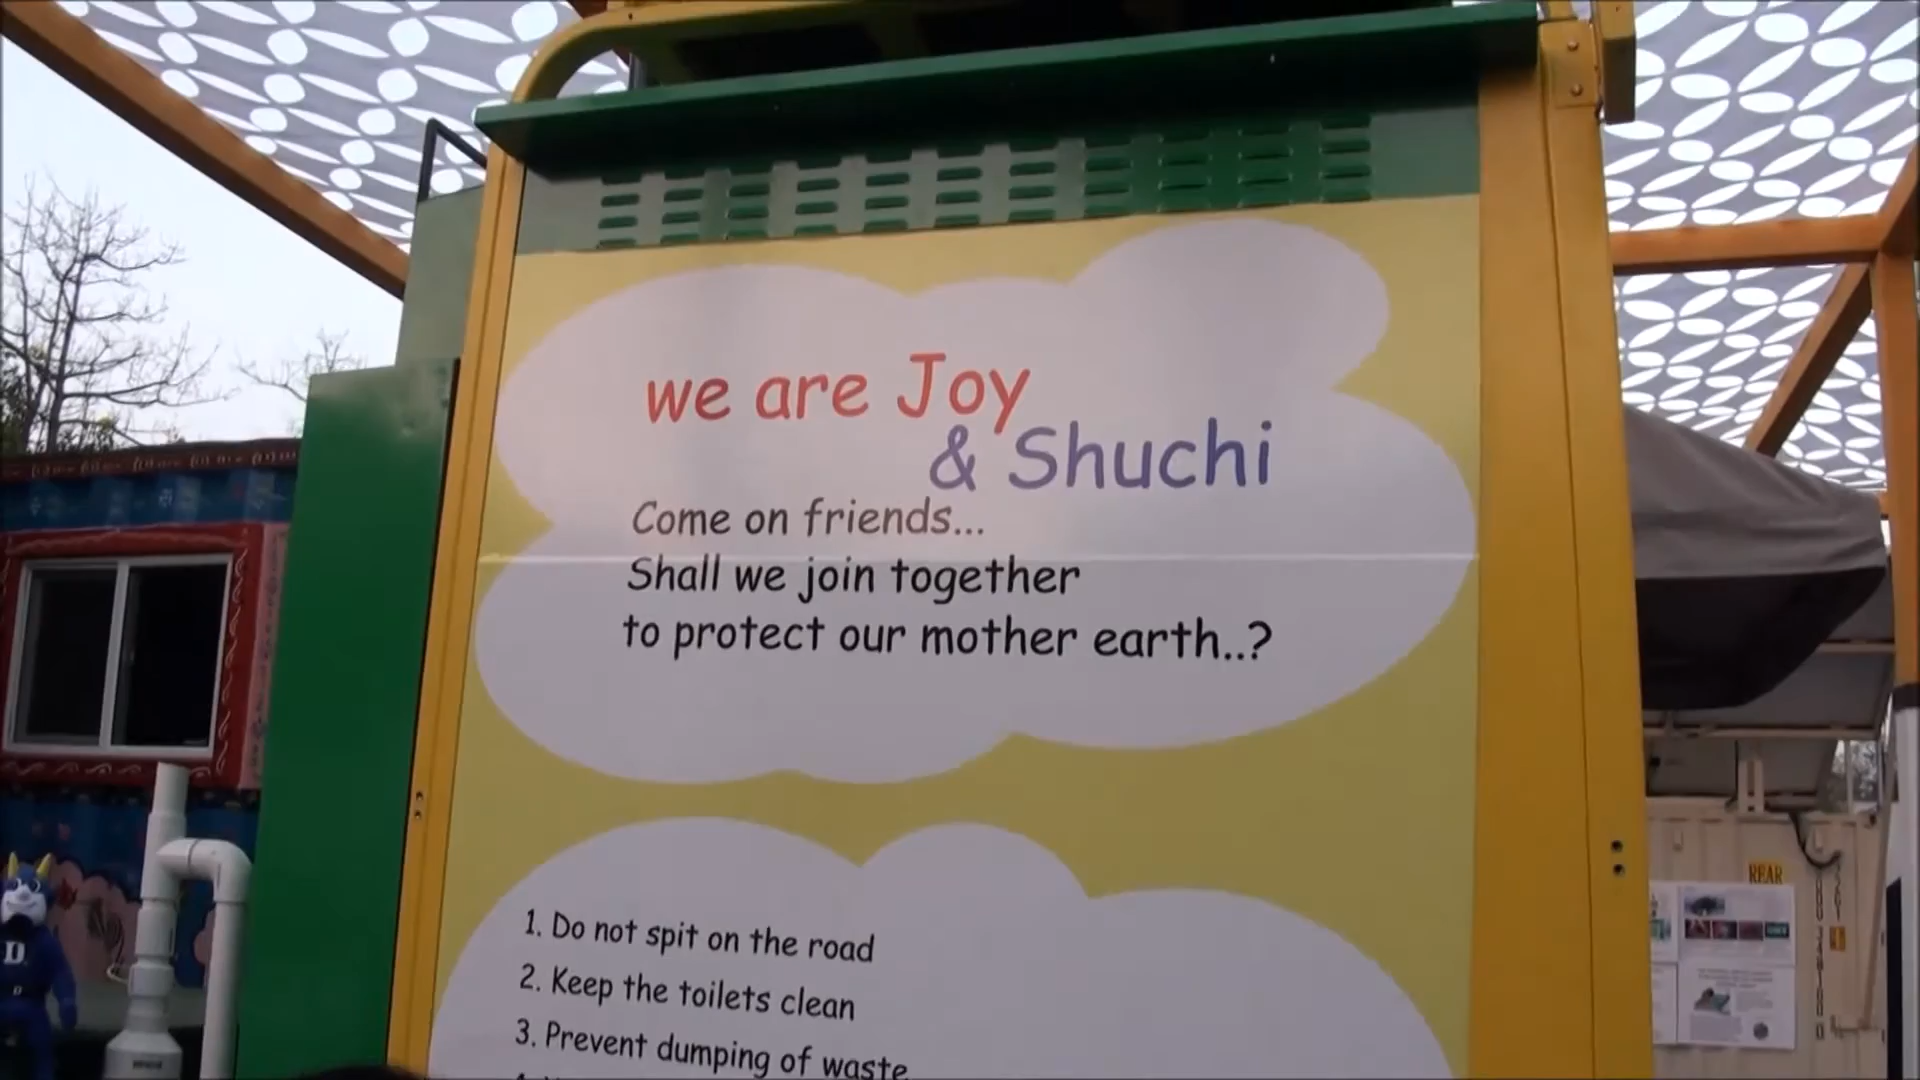 we are Joy
& Shuchi
Come on friends...
Shall we join together
to protect our mother earth..?
1. Do not spit on the road
2. Keep the toilets clean
3. Prevent dumping of waste
REAR
D
D